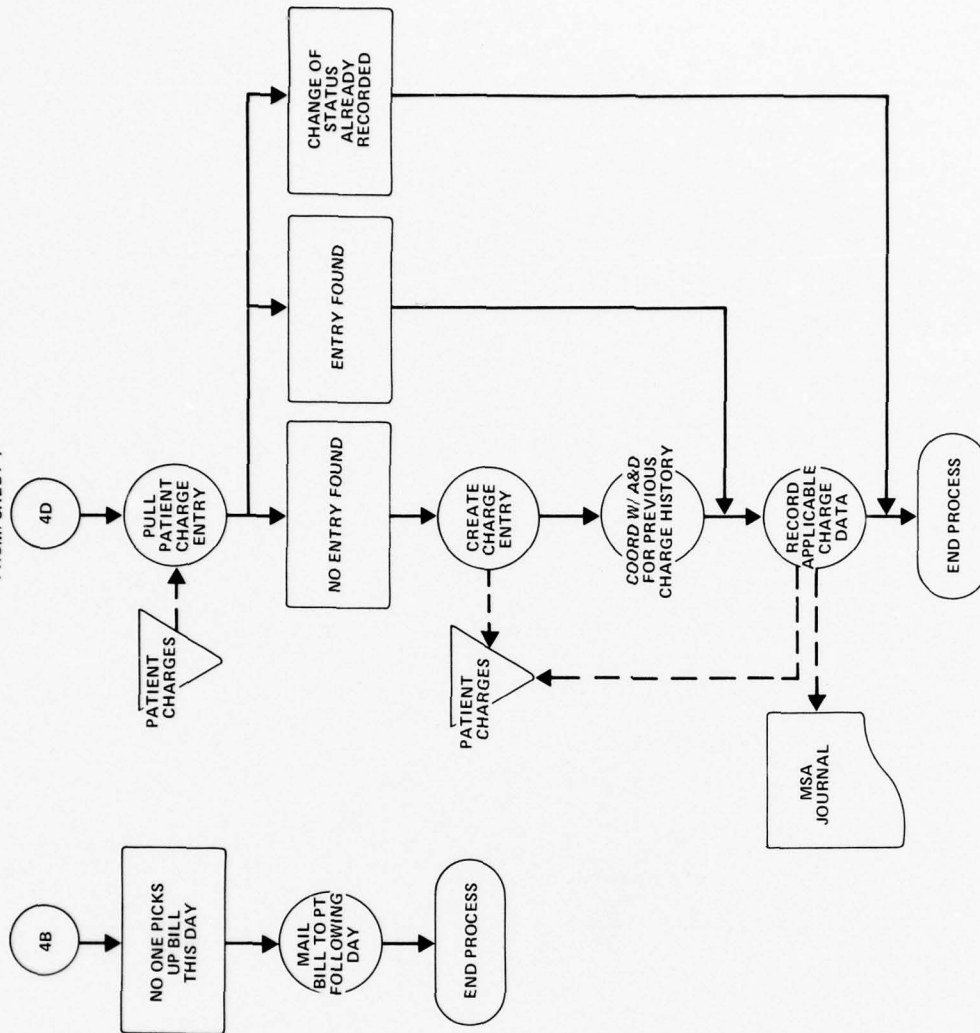 4B
NO ONE PICKS
UP BILL
THIS DAY
MAIL
BILL TO PT
FOLLOWING
DAY
END PROCESS
4D
PATIENT
CHARGES
PULL
PATIENT
CHARGE
ENTRY
NO ENTRY FOUND
ENTRY FOUND
CHANGE OF
STATUS
ALREADY
RECORDED
CREATE
CHARGE
ENTRY
PATIENT
CHARGES
COORD W/ A&D
FOR PREVIOUS
CHARGE HISTORY
RECORD
APPLICABLE
CHARGE
DATA
MSA
JOURNAL
END PROCESS